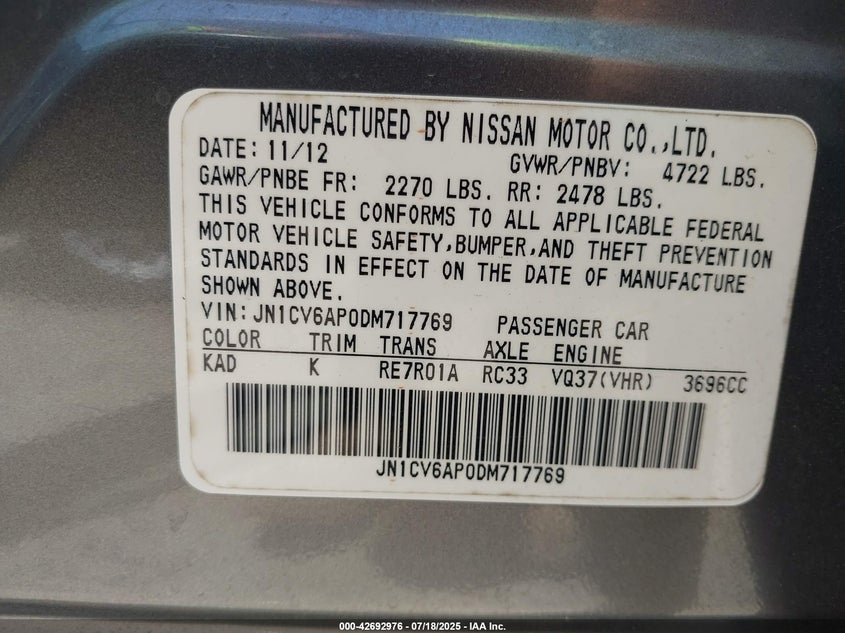 MANUFACTURED BY NISSAN MOTOR CO.,LTD.
DATE: 11/12 GVWR/PNBV: 4722 LBS.
GAWR/PNBE FR: 2270 LBS. RR: 2478 LBS.
THIS VEHICLE CONFORMS TO ALL APPLICABLE FEDERAL
MOTOR VEHICLE SAFETY,BUMPER,AND THEFT PREVENTION
STANDARDS IN EFFECT ON THE DATE OF MANUFACTURE
SHOWN ABOVE.
VIN: JN1CV6AP0DM717769 PASSENGER CAR
COLOR TRIM TRANS AXLE ENGINE
KAD K RE7R01A RC33 VQ37(VHR) 3696CC
JN1CV6AP0DM717769
000-42692976 - 07/18/2025 - IAA Inc.